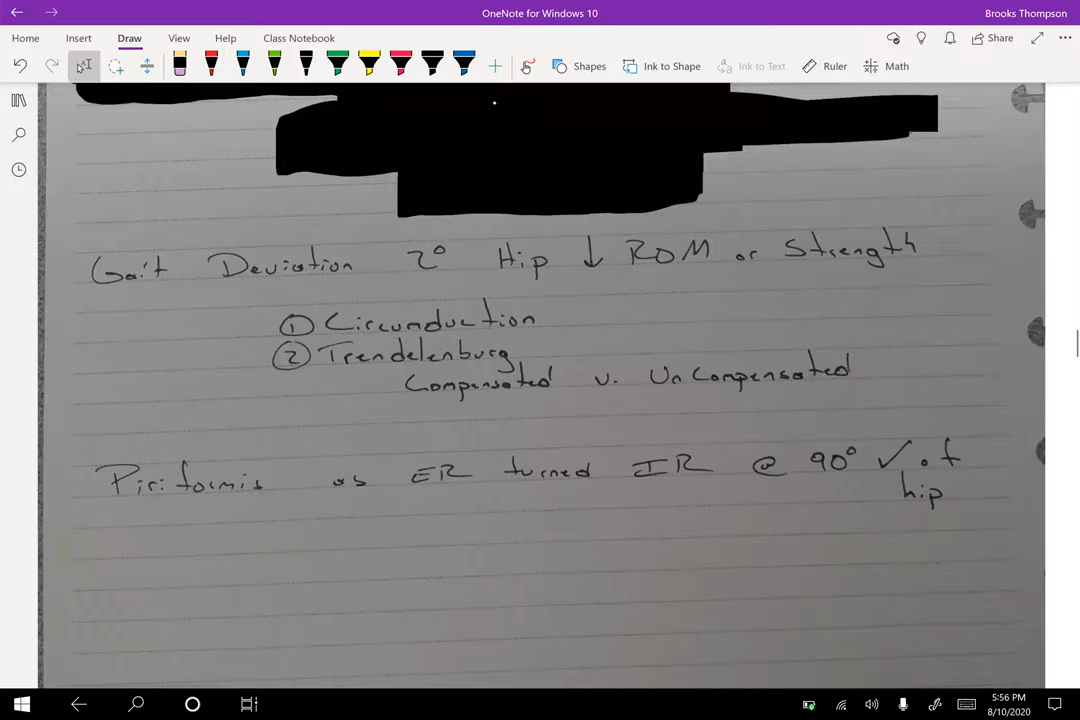 OneNote for Windows 10
Brooks Thompson
Home Insert Draw View Help Class Notebook Share
Shapes Ink to Shape Ink to Text Ruler Math
Gait Deviation 2° Hip ↓ ROM or Strength
① Circumduction
② Trendelenburg
Compensated v. UnCompensated
Piriformis as ER turned IR @ 90° ✓ of
hip
5:56 PM
8/10/2020